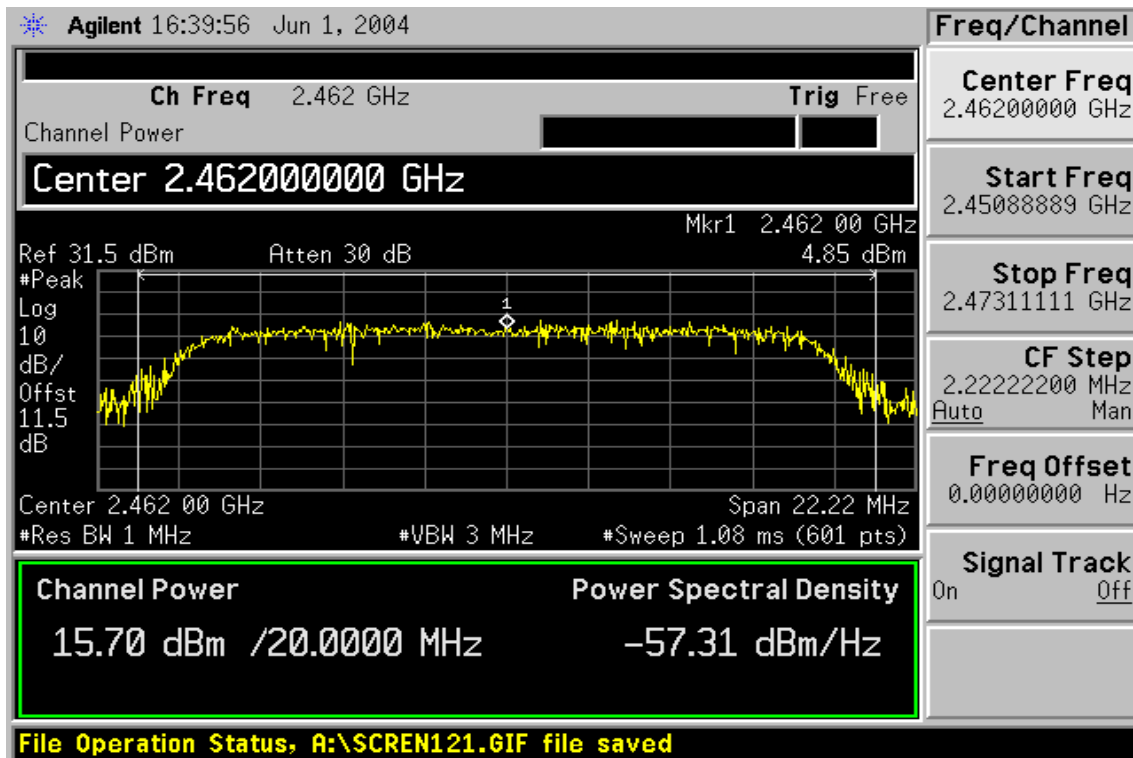 Agilent 16:39:56 Jun 1, 2004
Freq/Channel
Ch Freq 2.462 GHz Trig Free
Channel Power
Center 2.462000000 GHz
Mkr1 2.462 00 GHz
Ref 31.5 dBm Atten 30 dB 4.85 dBm
#Peak
Log
10
dB/
Offst
11.5
dB
1
Center 2.462 00 GHz Span 22.22 MHz
#Res BW 1 MHz #VBW 3 MHz #Sweep 1.08 ms (601 pts)
Channel Power Power Spectral Density
15.70 dBm /20.0000 MHz -57.31 dBm/Hz
Center Freq
2.46200000 GHz
Start Freq
2.45088889 GHz
Stop Freq
2.47311111 GHz
CF Step
2.22222200 MHz
Auto Man
Freq Offset
0.00000000 Hz
Signal Track
On Off
File Operation Status, A:\SCREN121.GIF file saved